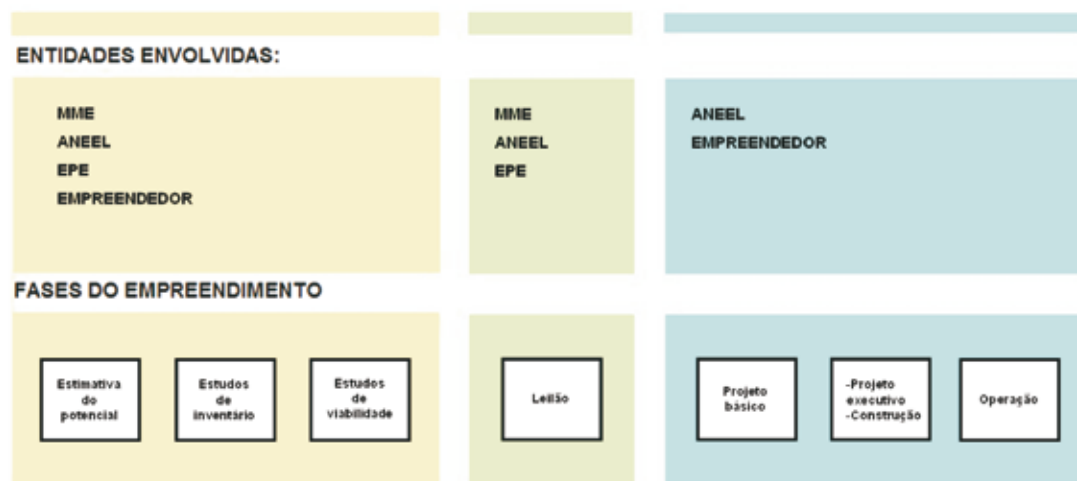 ENTIDADES ENVOLVIDAS:
MME
ANEEL
EPE
EMPREENDEDOR
MME
ANEEL
EPE
ANEEL
EMPREENDEDOR
FASES DO EMPREENDIMENTO
Estimativa
do
potencial
Estudos
de
inventário
Estudos
de
viabilidade
Leilão
Projeto
básico
-Projeto
executivo
-Construção
Operação